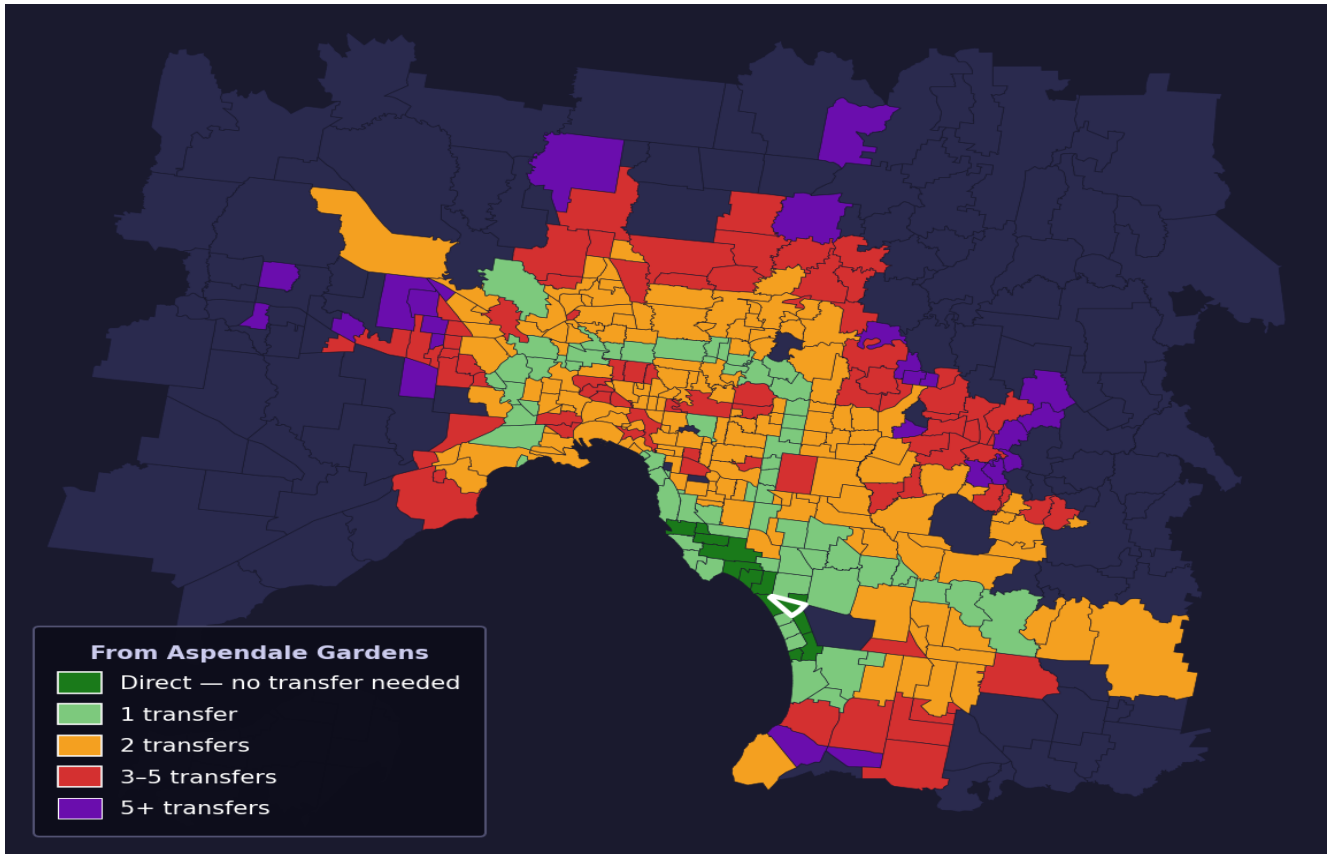 From Aspendale Gardens
Direct — no transfer needed
1 transfer
2 transfers
3–5 transfers
5+ transfers